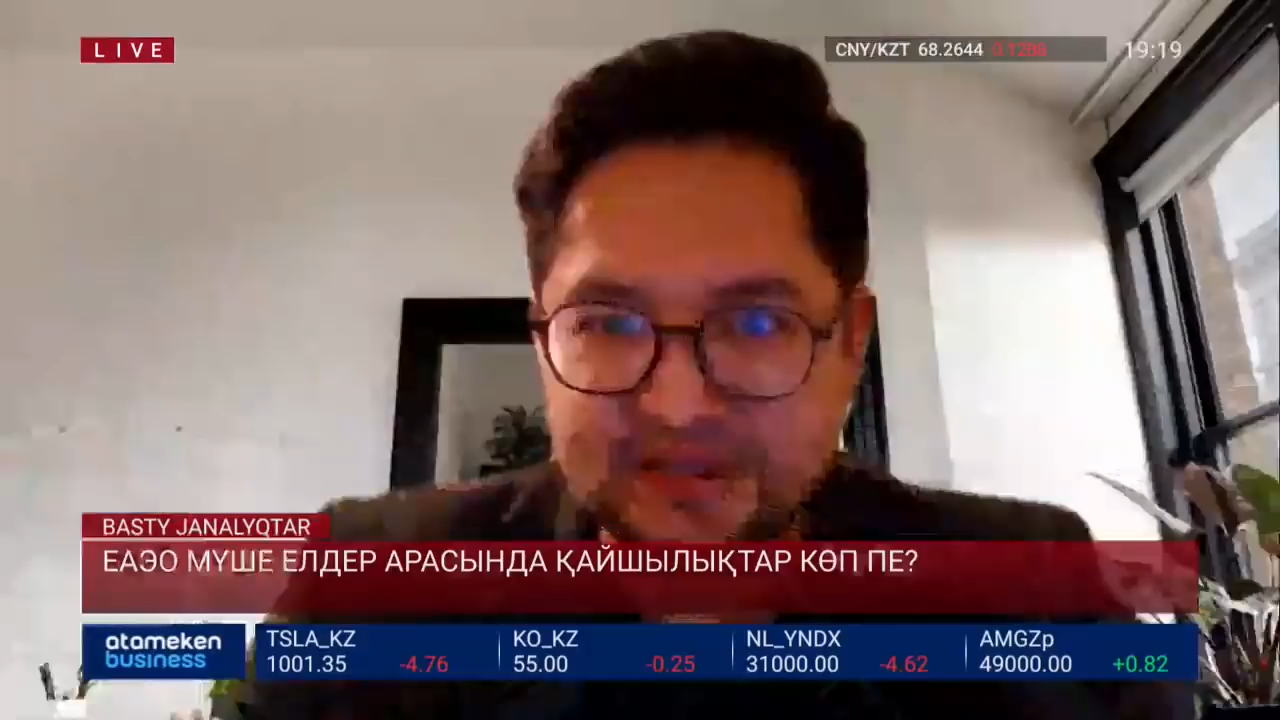 LIVE
CNY/KZT 68.2644 0.1208
19:19
BASTY JANALYQTAR
ЕАЭО МҮШЕ ЕЛДЕР АРАСЫНДА ҚАЙШЫЛЫҚТАР КӨП ПЕ?
atameken
business
TSLA_KZ
1001.35 -4.76
KO_KZ
55.00 -0.25
NL_YNDX
31000.00 -4.62
AMGZp
49000.00 +0.82